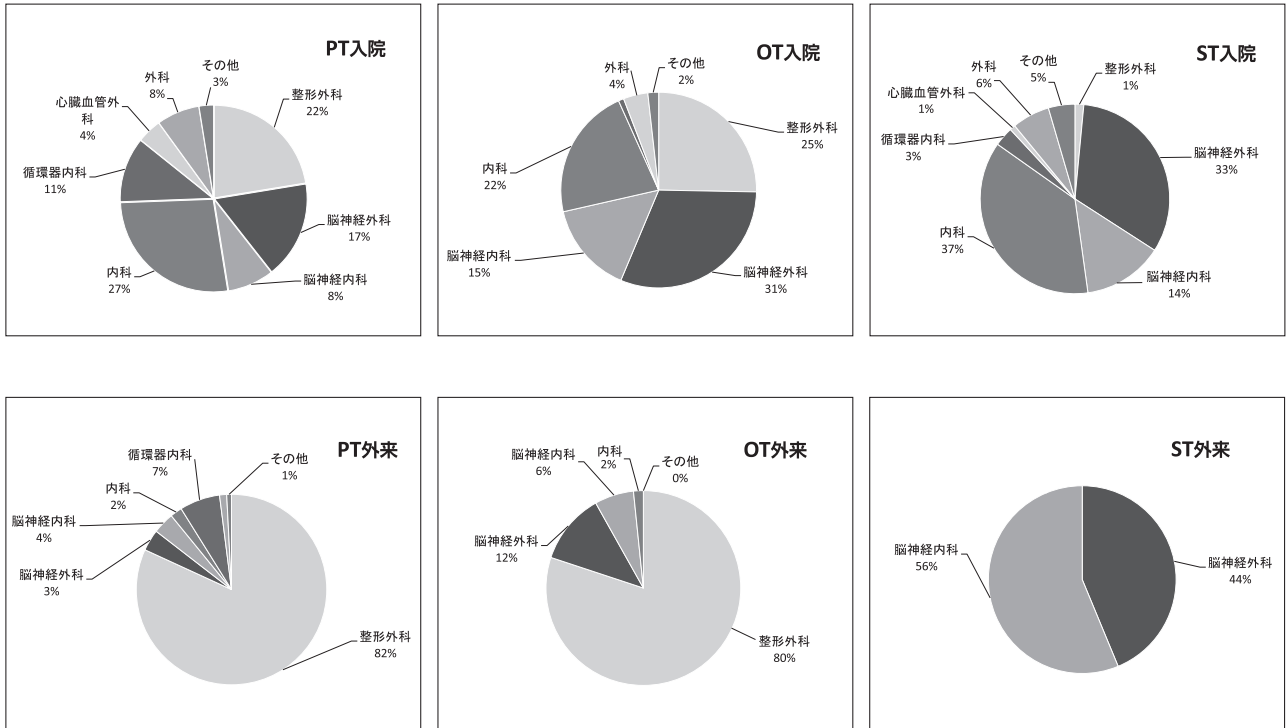 PT入院
その他
3%
外科
8%
心臓血管外
科
4%
循環器内科
11%
内科
27%
整形外科
22%
脳神経外科
17%
脳神経内科
8%
OT入院
外科
4%
その他
2%
整形外科
25%
内科
22%
脳神経内科
15%
脳神経外科
31%
ST入院
外科
6%
その他
5%
整形外科
1%
心臓血管外科
1%
循環器内科
3%
脳神経外科
33%
内科
37%
脳神経内科
14%
PT外来
循環器内科
7%
その他
1%
内科
2%
脳神経内科
4%
脳神経外科
3%
整形外科
82%
OT外来
脳神経内科
6%
内科
2%
その他
0%
脳神経外科
12%
整形外科
80%
ST外来
脳神経内科
56%
脳神経外科
44%